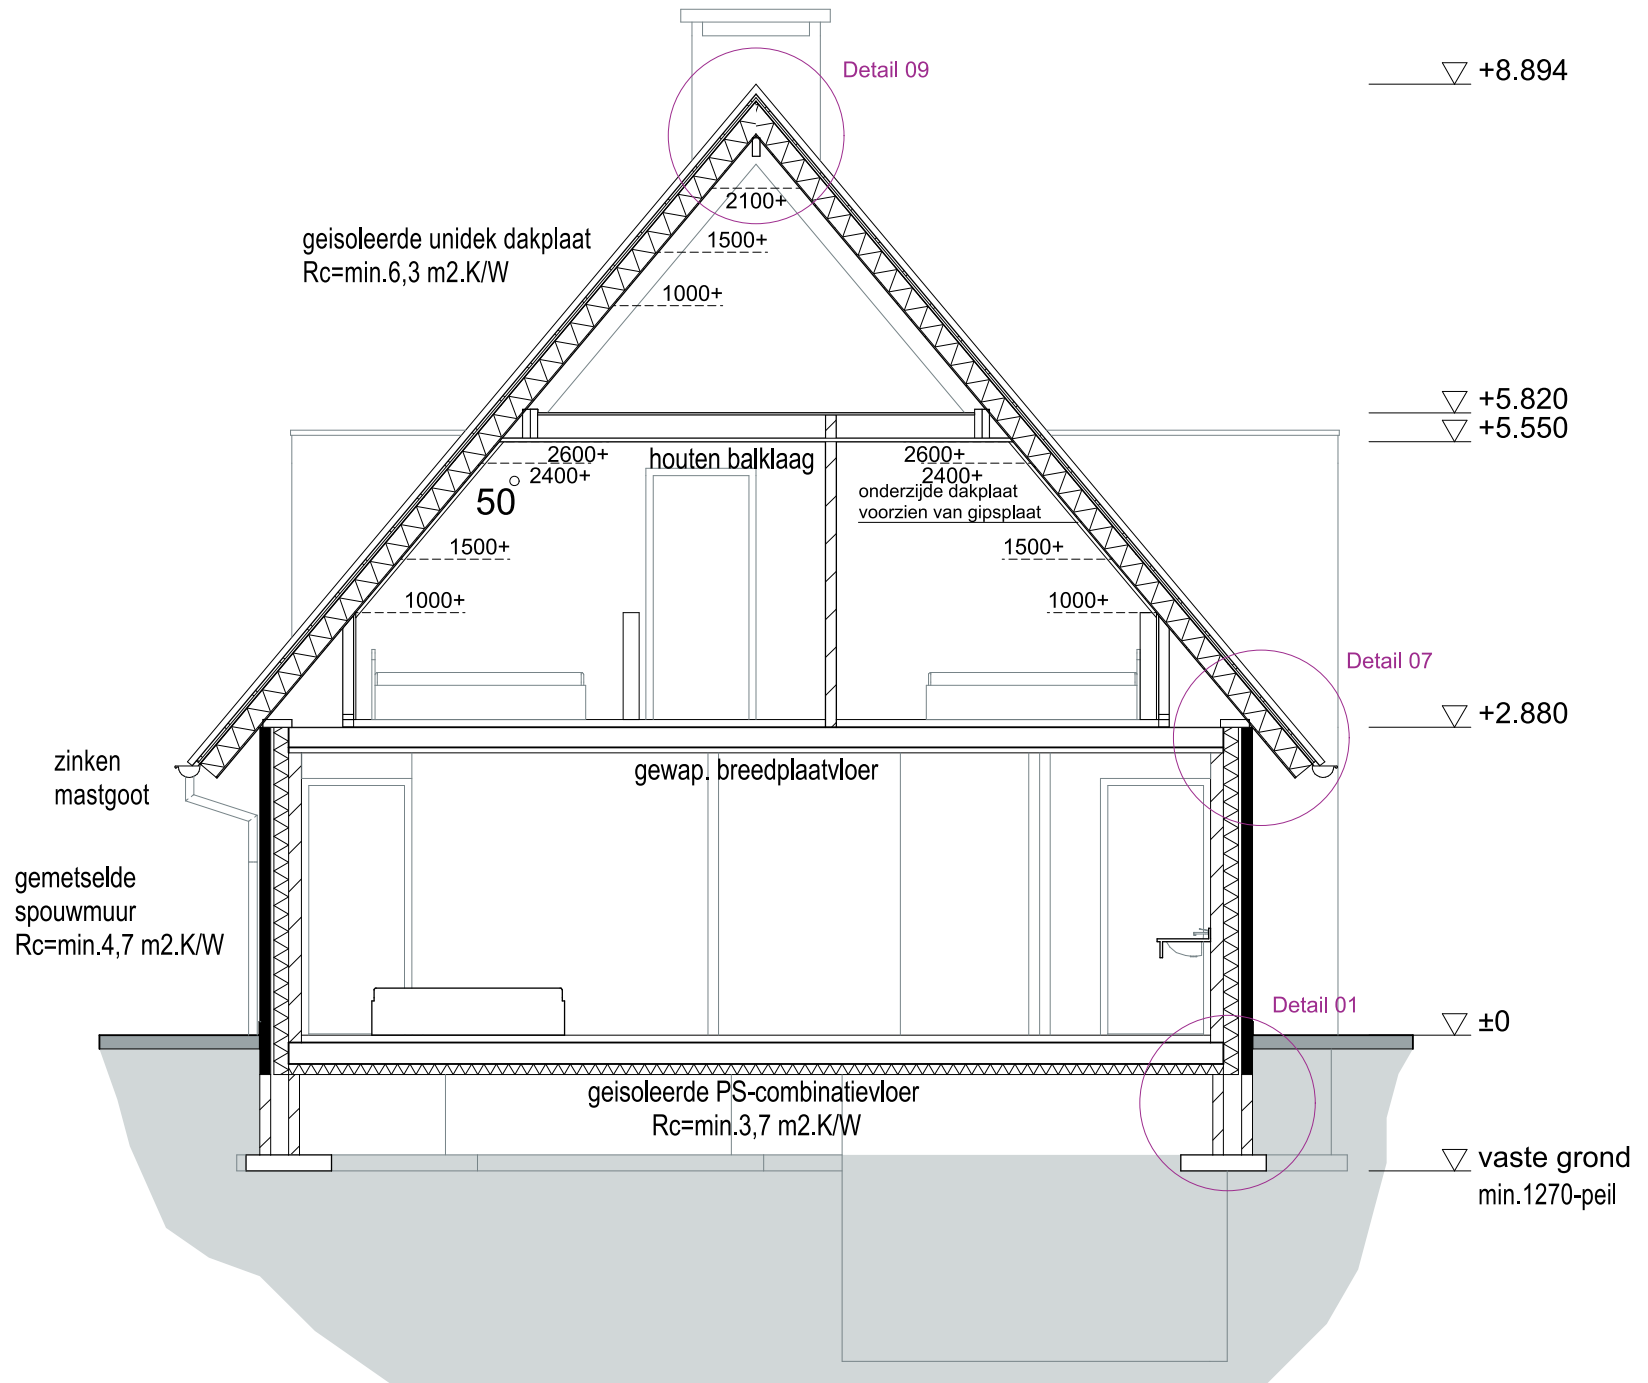 Detail 09
+8.894
2100+
geisoleerde unidek dakplaat
Rc=min.6,3 m2.K/W
1500+
1000+
+5.820
+5.550
2600+
2400+
houten balklaag
2600+
2400+
50°
onderzijde dakplaat
voorzien van gipsplaat
1500+
1500+
1000+
1000+
Detail 07
+2.880
zinken
mastgoot
gewap. breedplaatvloer
gemetselde
spouwmuur
Rc=min.4,7 m2.K/W
Detail 01
±0
geisoleerde PS-combinatievloer
Rc=min.3,7 m2.K/W
vaste grond
min.1270-peil